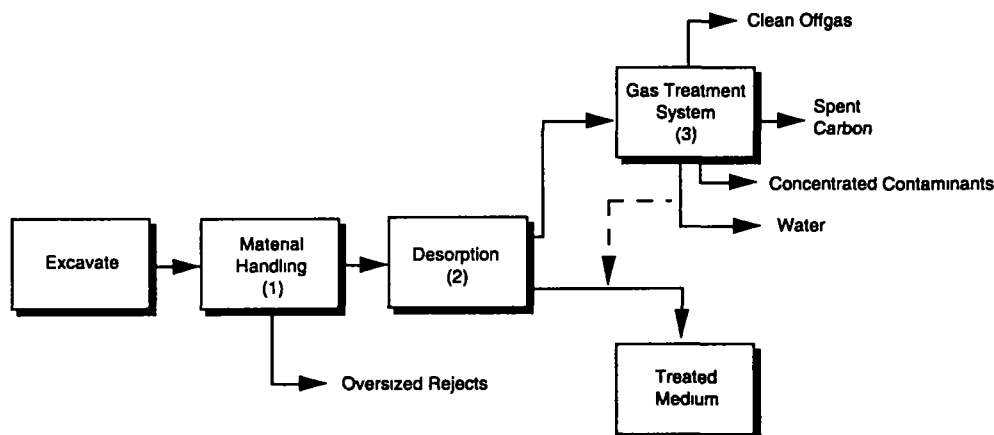 Clean Offgas
Gas Treatment
System
(3)
Spent
Carbon
Concentrated Contaminants
Water
Excavate
Material
Handling
(1)
Desorption
(2)
Oversized Rejects
Treated
Medium